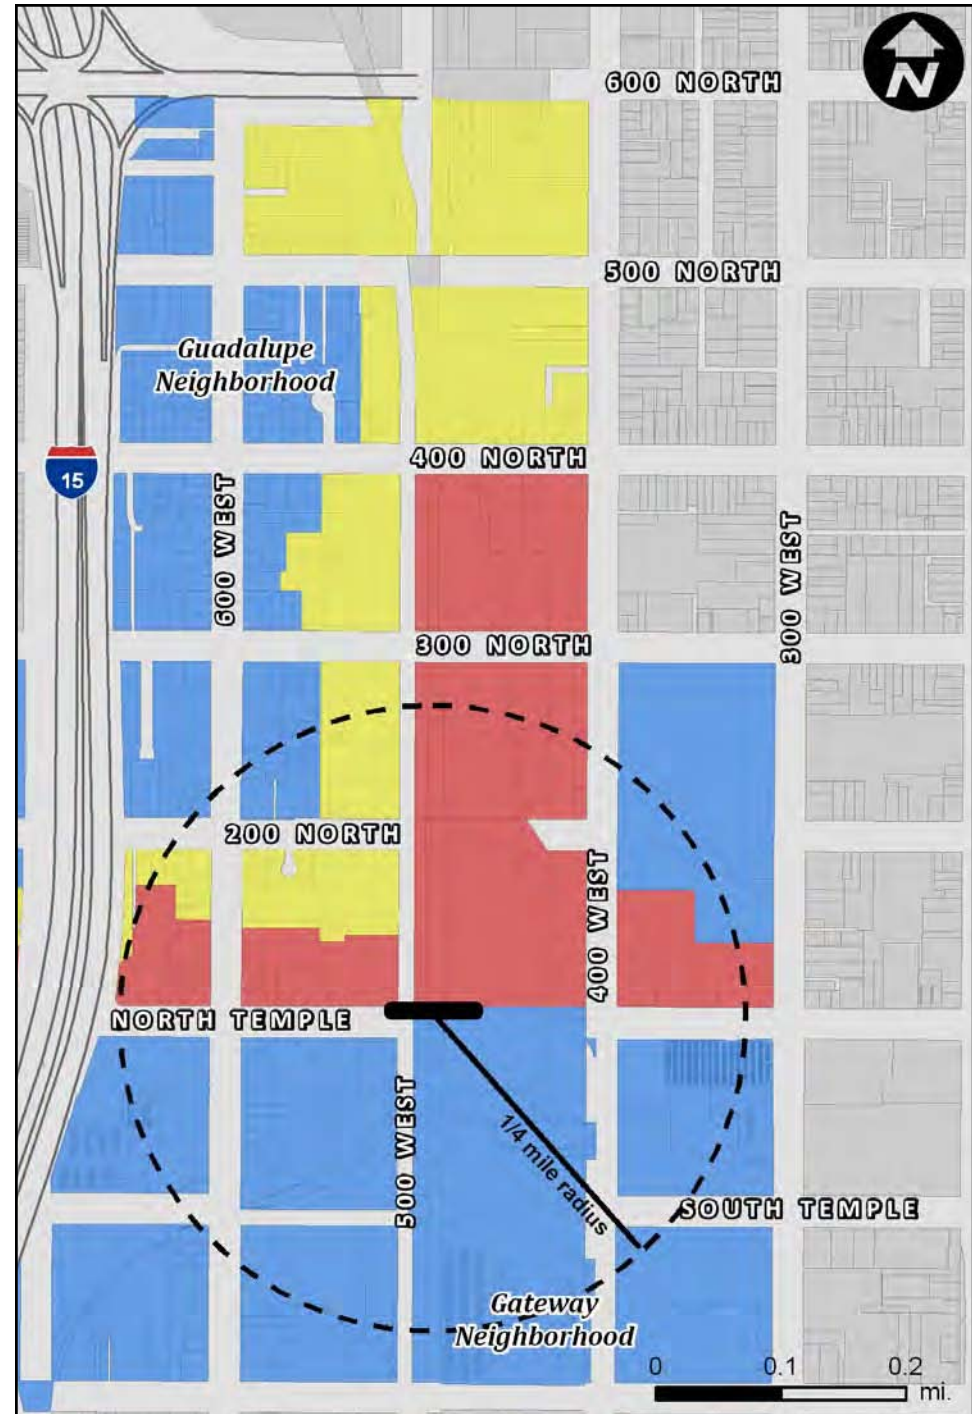 N
600 NORTH
500 NORTH
Guadalupe
Neighborhood
400 NORTH
15
600 WEST
300 WEST
300 NORTH
200 NORTH
400 WEST
NORTH TEMPLE
500 WEST
1/4 mile radius
SOUTH TEMPLE
Gateway
Neighborhood
0 0.1 0.2
mi.